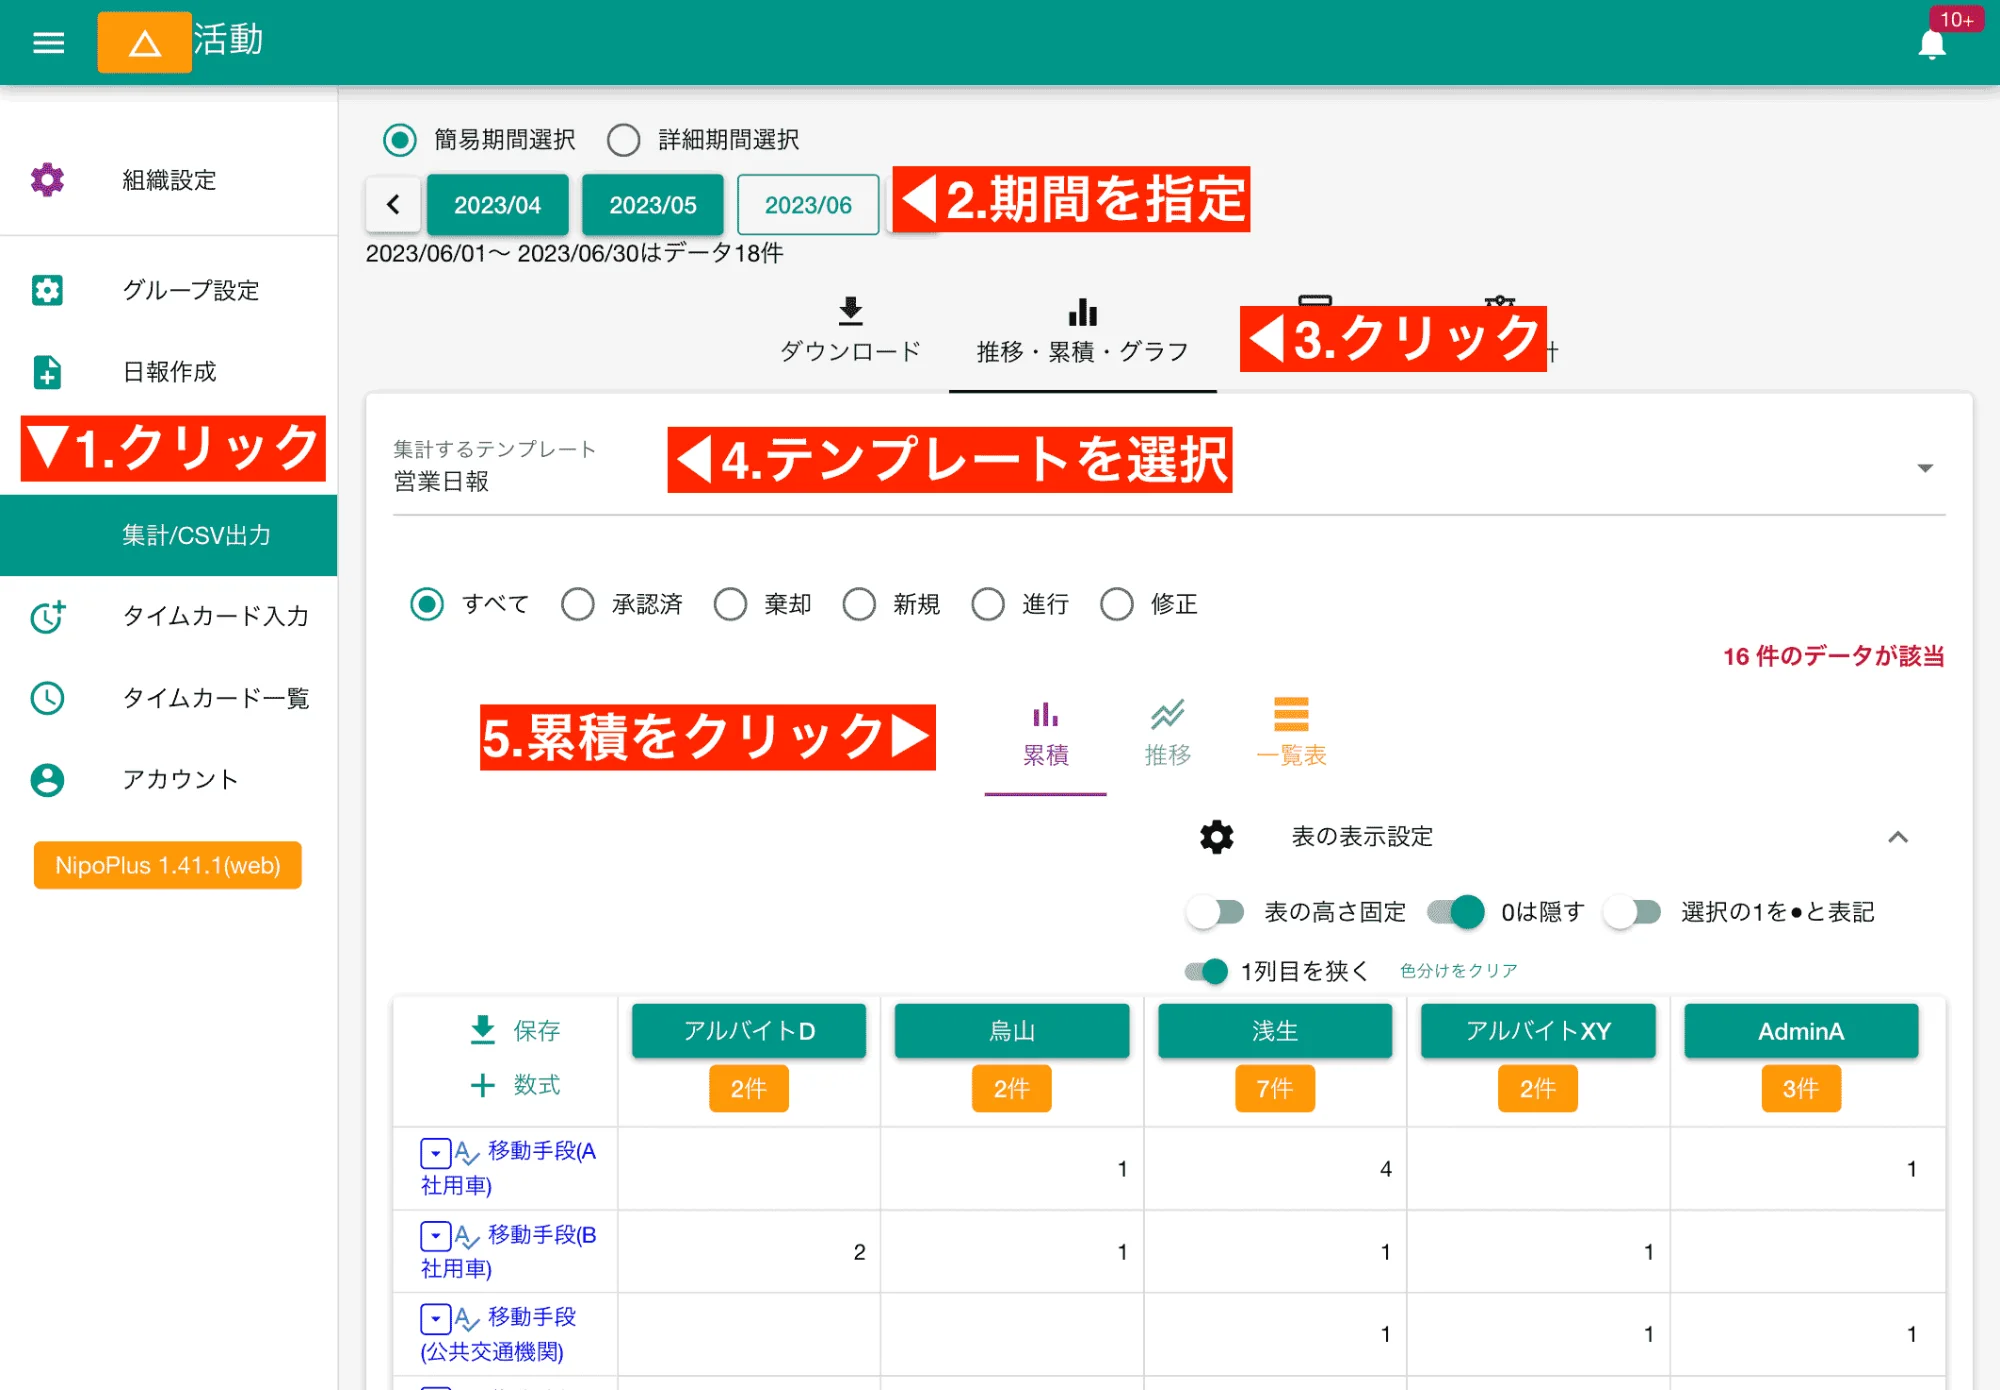 活動
10+
組織設定
グループ設定
日報作成
▼1.クリック
集計/CSV出力
タイムカード入力
タイムカード一覧
アカウント
NipoPlus 1.41.1(web)
簡易期間選択 詳細期間選択
2023/04 2023/05 2023/06
◀2.期間を指定
2023/06/01〜 2023/06/30はデータ18件
ダウンロード 推移・累積・グラフ
◀3.クリック
計
集計するテンプレート
営業日報
◀4.テンプレートを選択
すべて 承認済 棄却 新規 進行 修正
16 件のデータが該当
5.累積をクリック▶
累積 推移 一覧表
表の表示設定
表の高さ固定 0は隠す 選択の1を●と表記
1列目を狭く 色分けをクリア
保存 アルバイトD 烏山 浅生 アルバイトXY AdminA
数式 2件 2件 7件 2件 3件
移動手段(A
社用車)
1 4 1
移動手段(B
社用車)
2 1 1 1
移動手段
(公共交通機関)
1 1 1